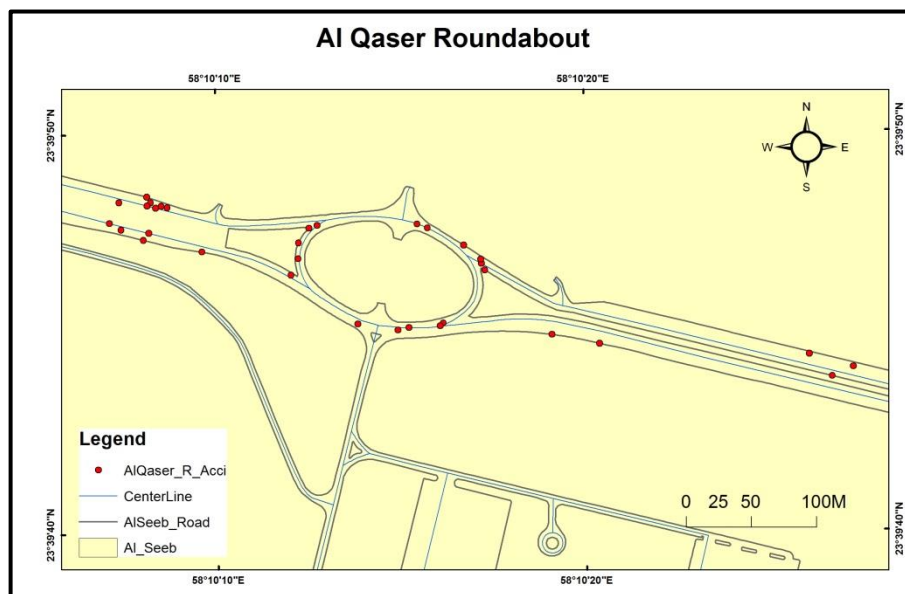 Al Qaser Roundabout
58°10'10"E
58°10'20"E
23°39'50"N
23°39'50"N
N
W
E
S
Legend
AlQaser_R_Acci
CenterLine
AlSeeb_Road
Al_Seeb
0 25 50 100M
23°39'40"N
23°39'40"N
58°10'10"E
58°10'20"E